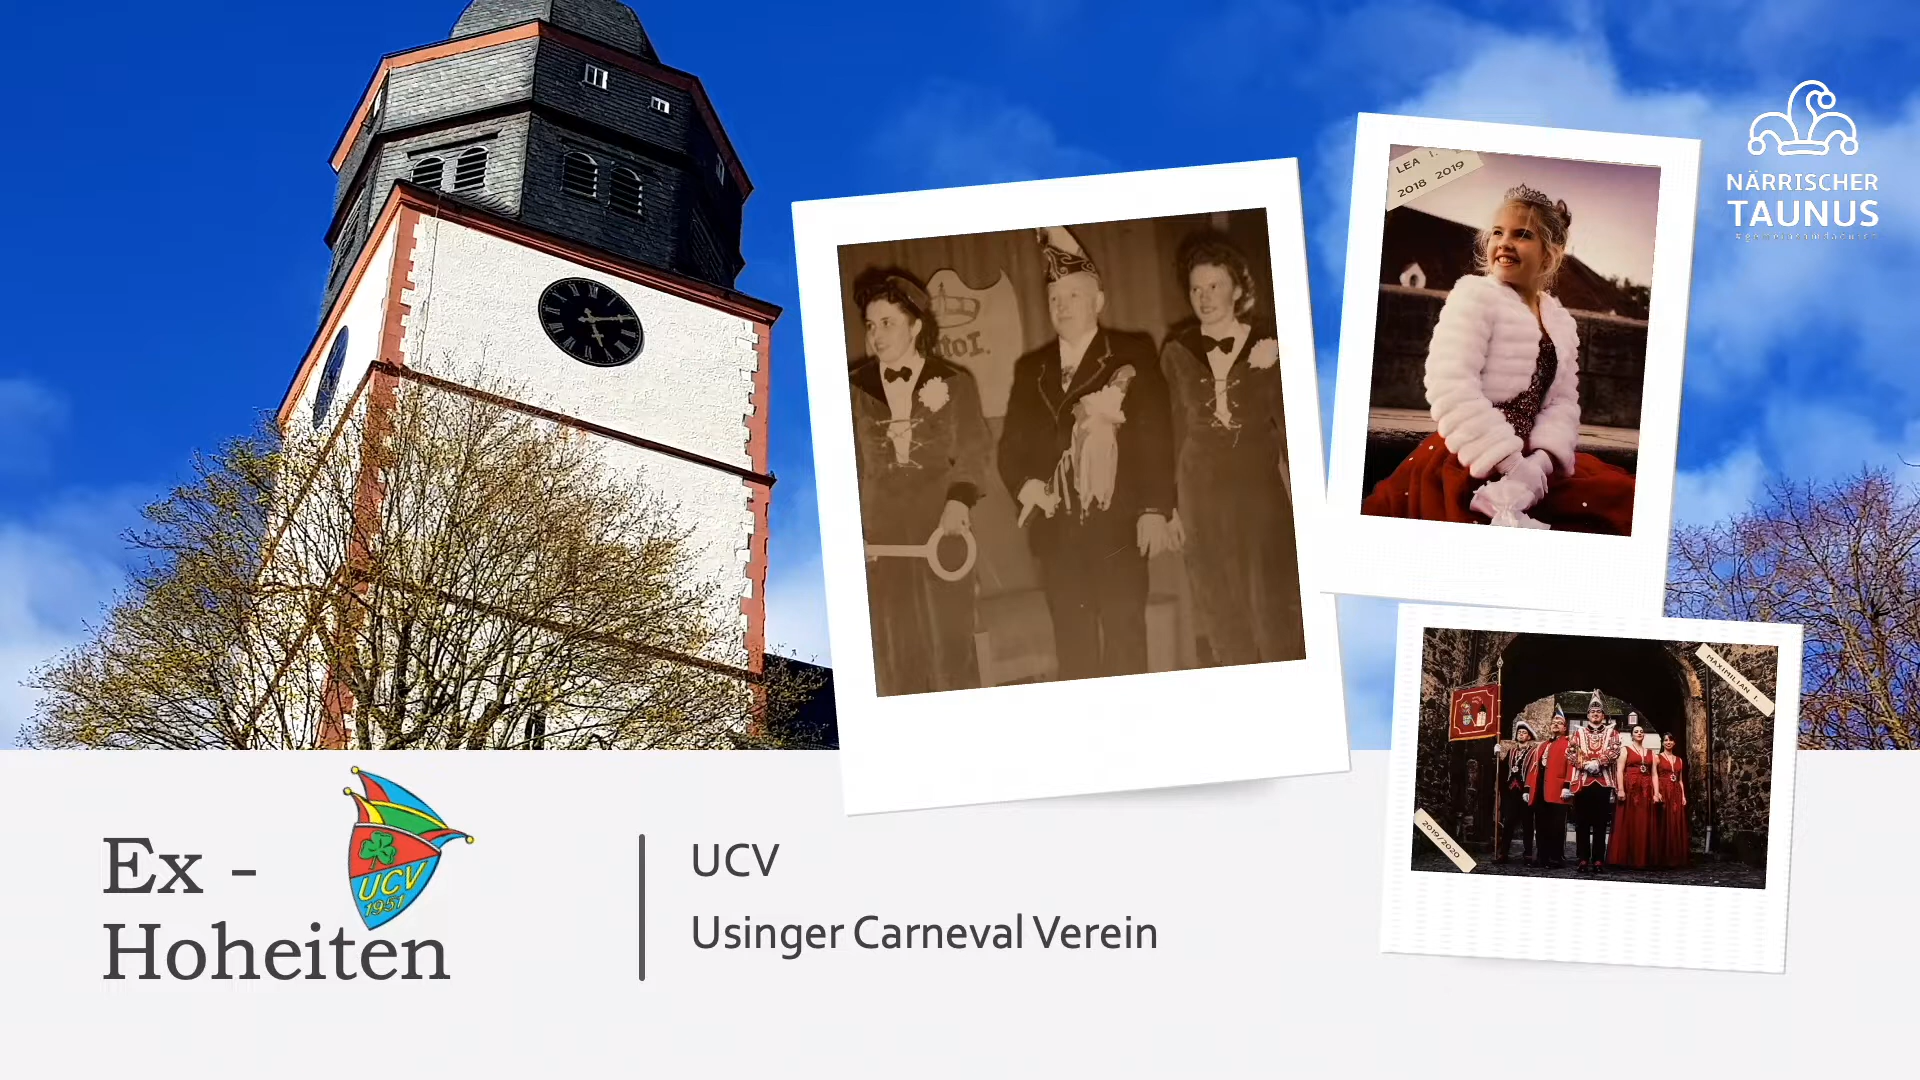 LEA I.
2018 2019
NÄRRISCHER
TAUNUS
MAXIMILIAN I.
2019/2020
UCV
1951
Ex -
Hoheiten
UCV
Usinger Carneval Verein